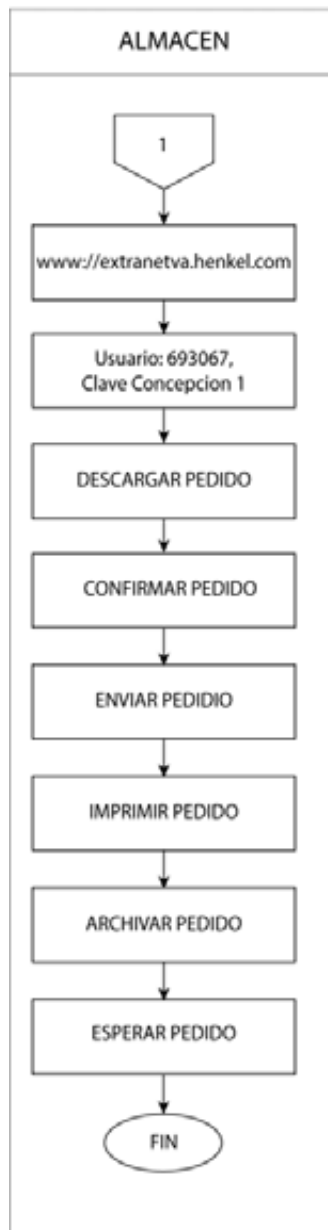 ALMACEN
1
www://extranetva.henkel.com
Usuario: 693067,
Clave Concepcion 1
DESCARGAR PEDIDO
CONFIRMAR PEDIDO
ENVIAR PEDIDIO
IMPRIMIR PEDIDO
ARCHIVAR PEDIDO
ESPERAR PEDIDO
FIN